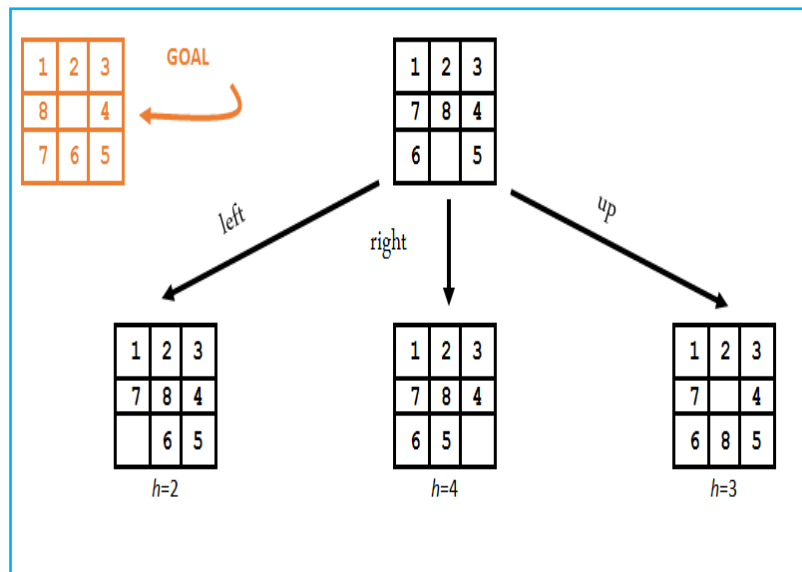 GOAL
1 2 3
8 4
7 6 5
1 2 3
7 8 4
6 5
left
right
up
1 2 3
7 8 4
6 5
h=2
1 2 3
7 8 4
6 5
h=4
1 2 3
7 4
6 8 5
h=3